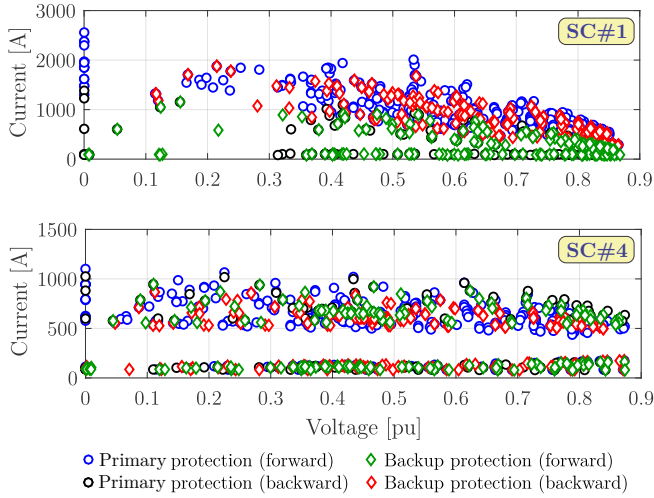 3000
2000
1000
0
Current [A]
SC#1
0 0.1 0.2 0.3 0.4 0.5 0.6 0.7 0.8 0.9
1500
1000
500
0
Current [A]
SC#4
0 0.1 0.2 0.3 0.4 0.5 0.6 0.7 0.8 0.9
Voltage [pu]
Primary protection (forward) Backup protection (forward)
Primary protection (backward) Backup protection (backward)